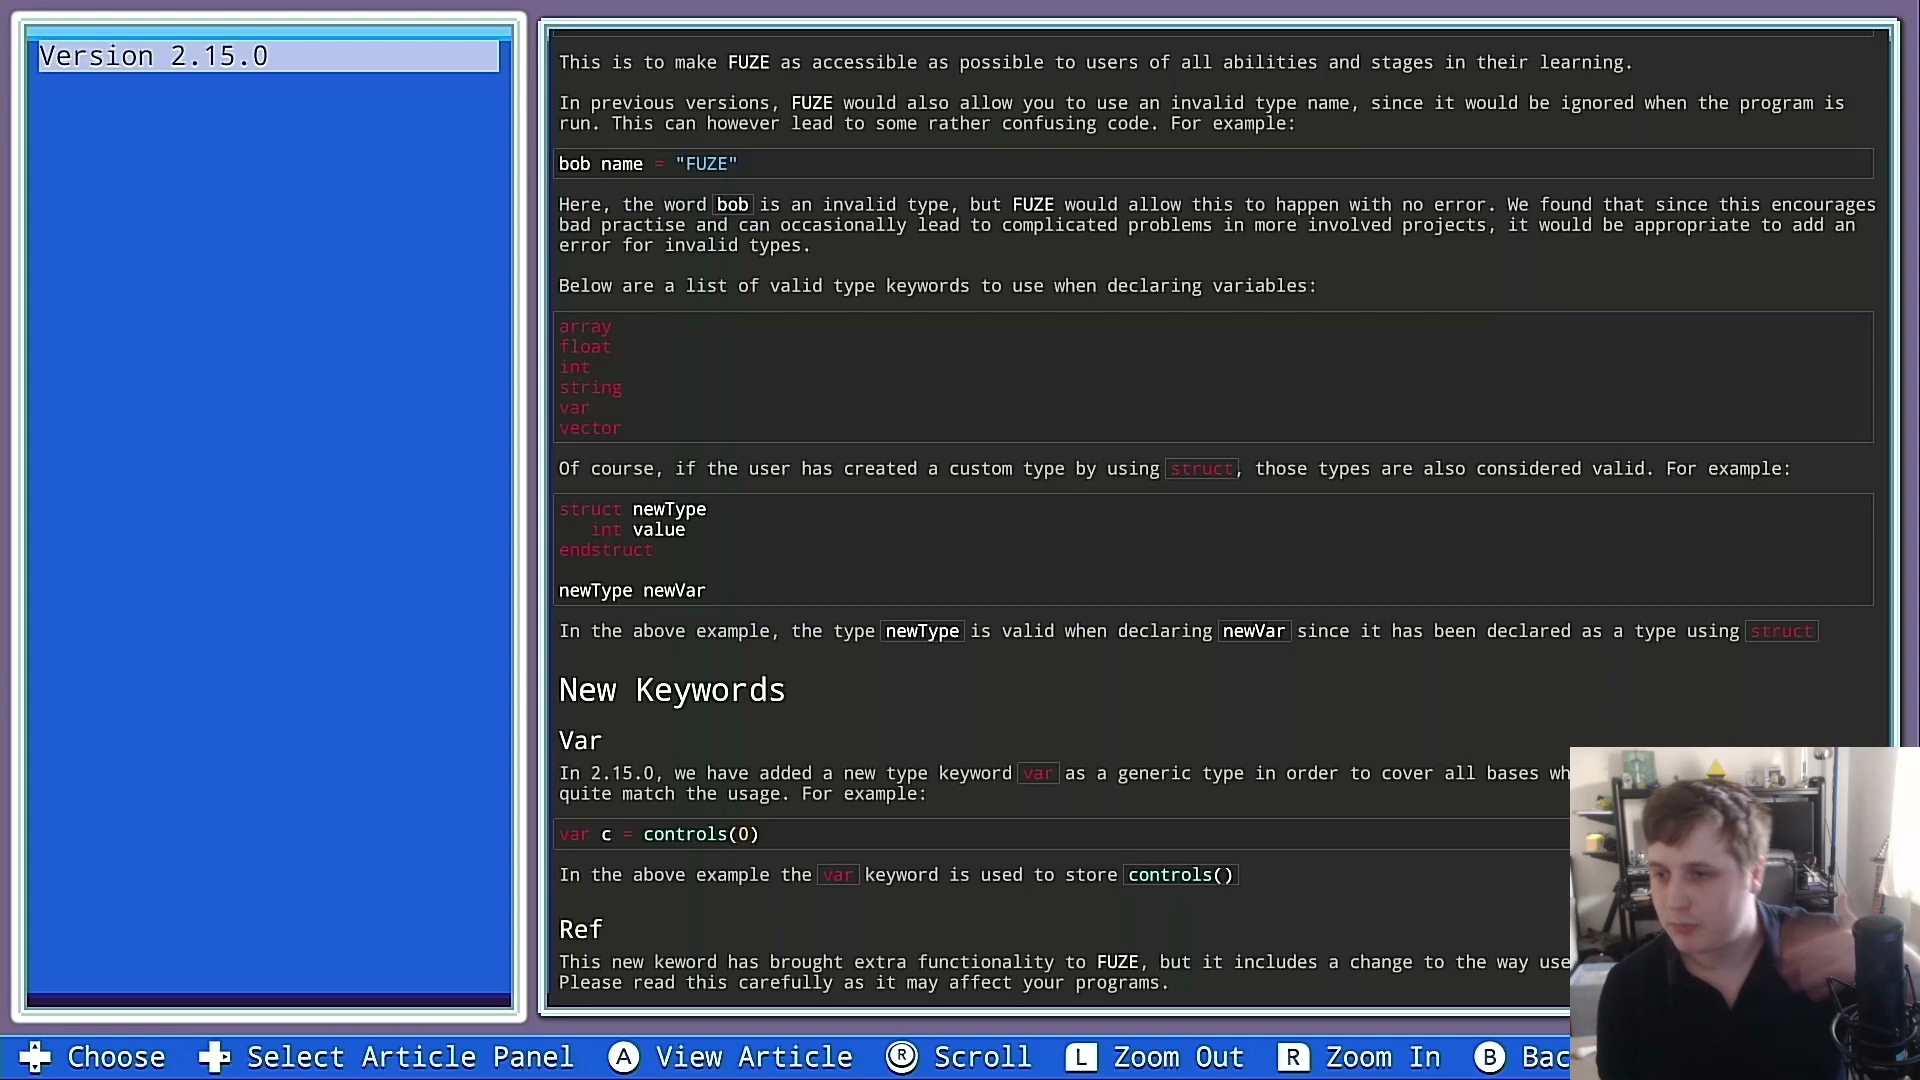 Version 2.15.0
This is to make FUZE as accessible as possible to users of all abilities and stages in their learning.
In previous versions, FUZE would also allow you to use an invalid type name, since it would be ignored when the program is
run. This can however lead to some rather confusing code. For example:
bob name = "FUZE"
Here, the word bob is an invalid type, but FUZE would allow this to happen with no error. We found that since this encourages
bad practise and can occasionally lead to complicated problems in more involved projects, it would be appropriate to add an
error for invalid types.
Below are a list of valid type keywords to use when declaring variables:
array
float
int
string
var
vector
Of course, if the user has created a custom type by using struct, those types are also considered valid. For example:
struct newType
int value
endstruct
newType newVar
In the above example, the type newType is valid when declaring newVar since it has been declared as a type using struct
New Keywords
Var
In 2.15.0, we have added a new type keyword var as a generic type in order to cover all bases
quite match the usage. For example:
var c = controls(0)
In the above example the var keyword is used to store controls()
Ref
This new keword has brought extra functionality to FUZE, but it includes a change to the way
Please read this carefully as it may affect your programs.
Choose Select Article Panel A View Article R Scroll L Zoom Out R Zoom In B